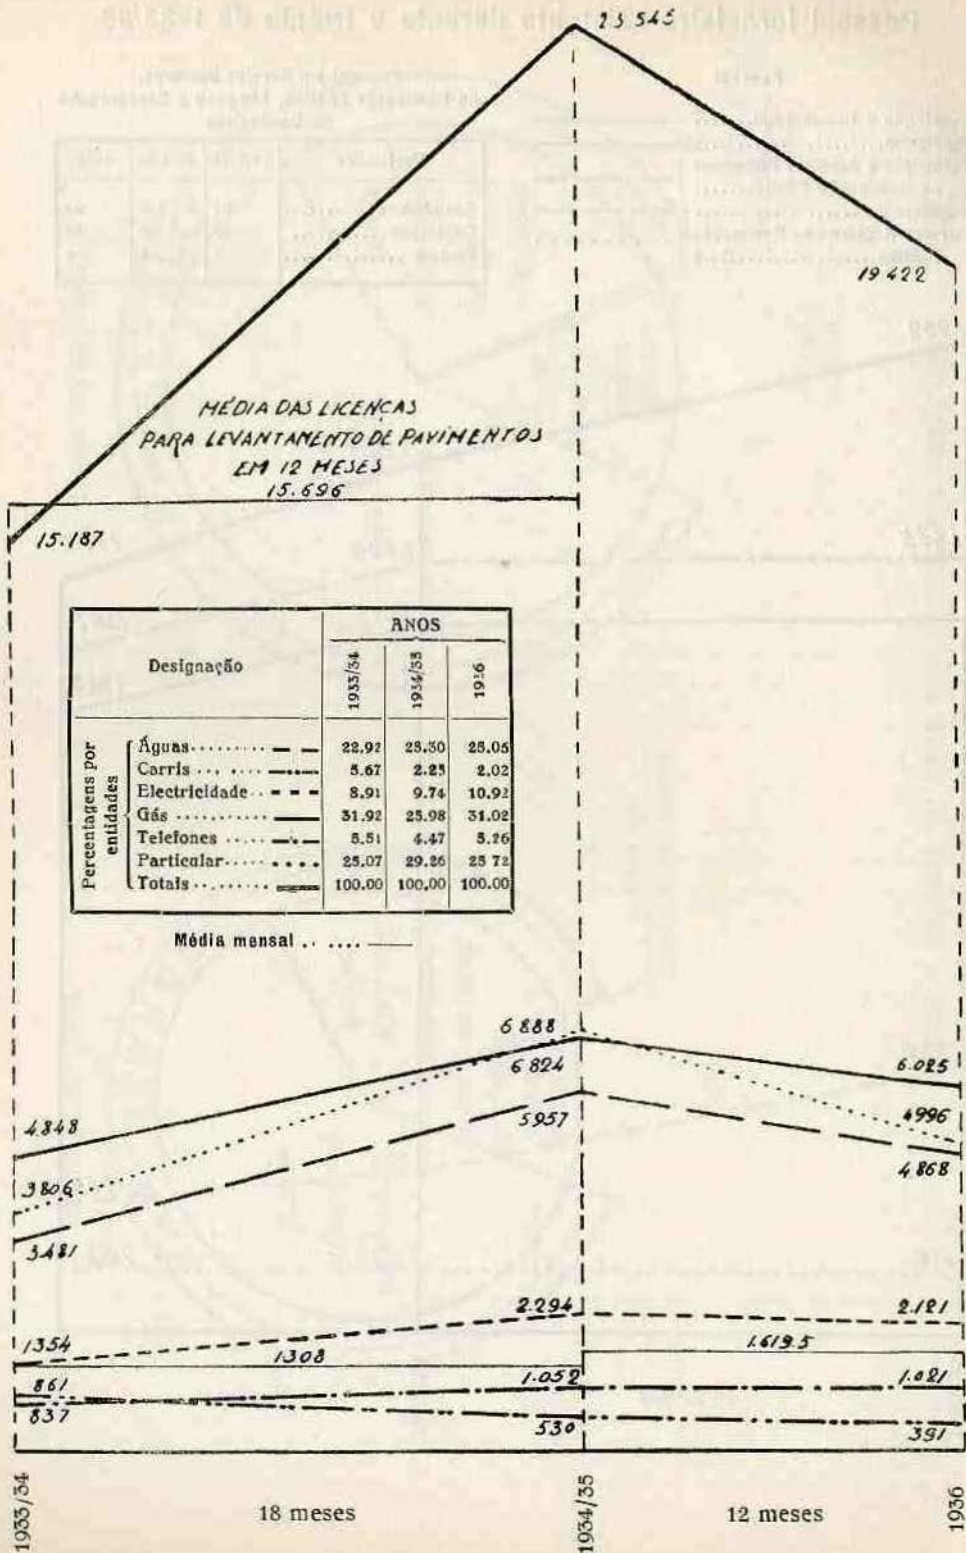 23 545
19 422
MÉDIA DAS LICENÇAS
PARA LEVANTAMENTO DE PAVIMENTOS
EM 12 MESES
15.696
15.187
Designação
ANOS
1933/34
1934/35
1936
Percentagens por entidades
Águas 22.92 25.30 25.05
Carris 5.67 2.25 2.02
Electricidade 8.91 9.74 10.92
Gás 31.92 25.98 31.02
Telefones 5.51 4.47 5.26
Particular 25.07 29.26 25 72
Totais 100.00 100.00 100.00
Média mensal
6 888
6 824
6.025
4.848
5957
4996
3806
4 868
3.481
2.294
2.121
1354
1308
1.619.5
861
1.052
1.021
837
530
391
1933/34
18 meses
1934/35
12 meses
1936